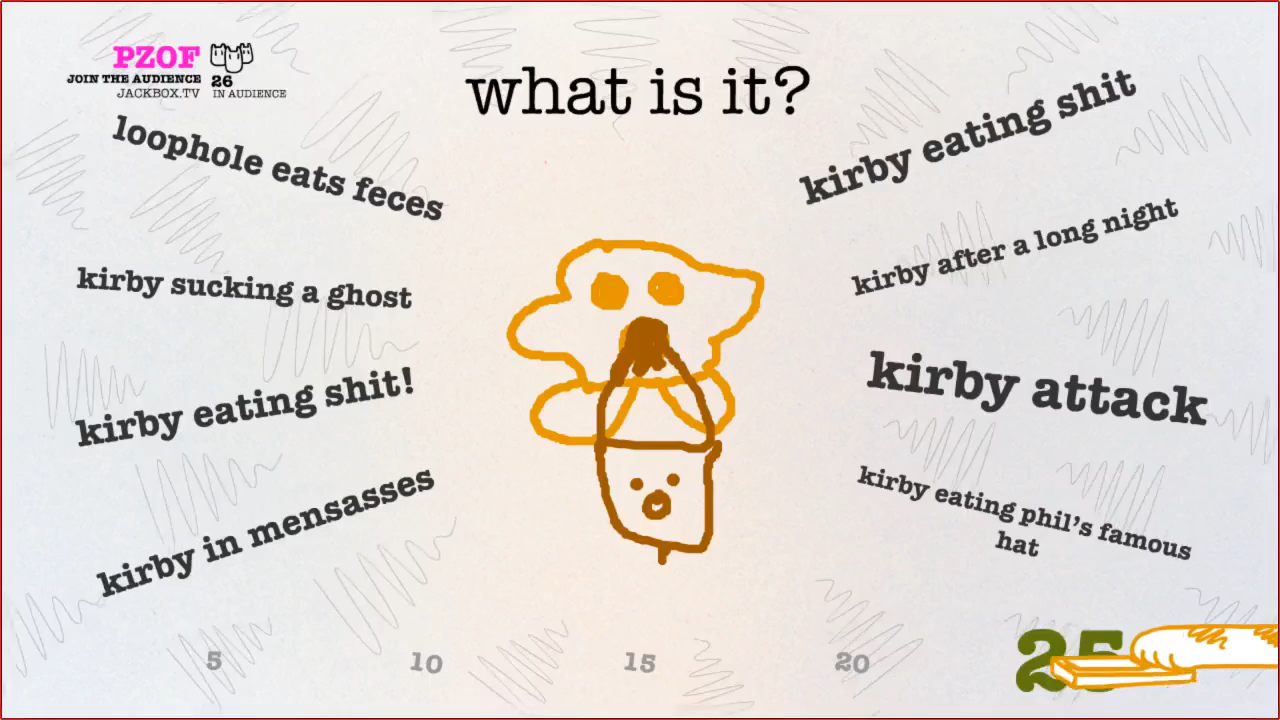 PZOF
JOIN THE AUDIENCE
JACKBOX.TV
26
IN AUDIENCE
what is it?
loophole eats feces
kirby sucking a ghost
kirby eating shit!
kirby in mensasses
kirby eating shit
kirby after a long night
kirby attack
kirby eating phil's famous
hat
5
10
15
20
25